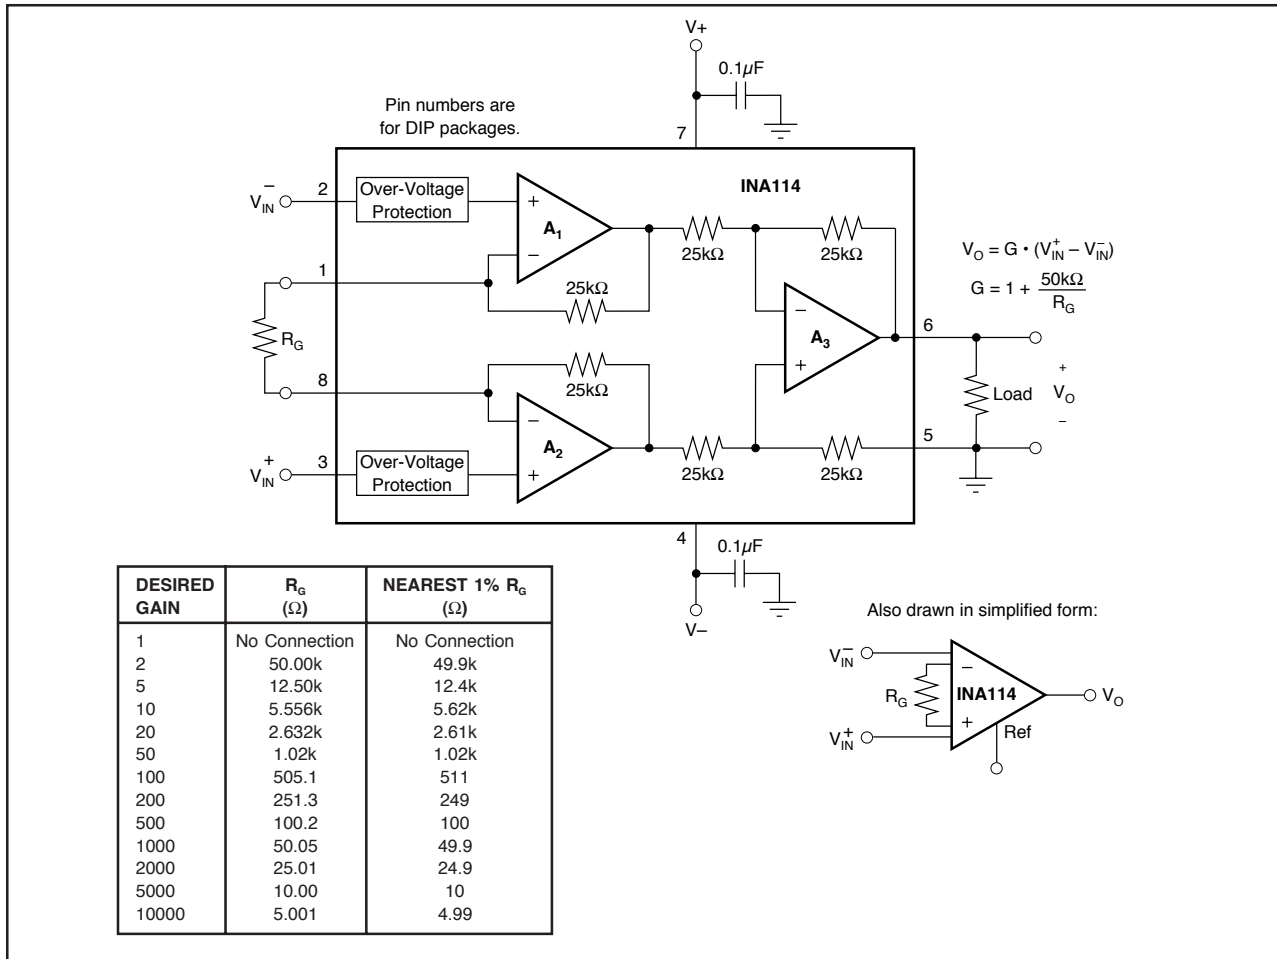 V+
0.1µF
Pin numbers are
for DIP packages.
7
INA114
V⁻IN
2
Over-Voltage
Protection
+
A₁
−
25kΩ
25kΩ
25kΩ
1
RG
8
25kΩ
−
A₂
+
V⁺IN
3
Over-Voltage
Protection
25kΩ
25kΩ
−
A₃
+
6
5
VO = G • (V⁺IN – V⁻IN)
G = 1 + 50kΩ
RG
Load
+
VO
–
4
0.1µF
V–
DESIRED GAIN | RG (Ω) | NEAREST 1% RG (Ω)
1 No Connection No Connection
2 50.00k 49.9k
5 12.50k 12.4k
10 5.556k 5.62k
20 2.632k 2.61k
50 1.02k 1.02k
100 505.1 511
200 251.3 249
500 100.2 100
1000 50.05 49.9
2000 25.01 24.9
5000 10.00 10
10000 5.001 4.99
Also drawn in simplified form:
V⁻IN
−
RG
INA114
VO
+
V⁺IN
Ref